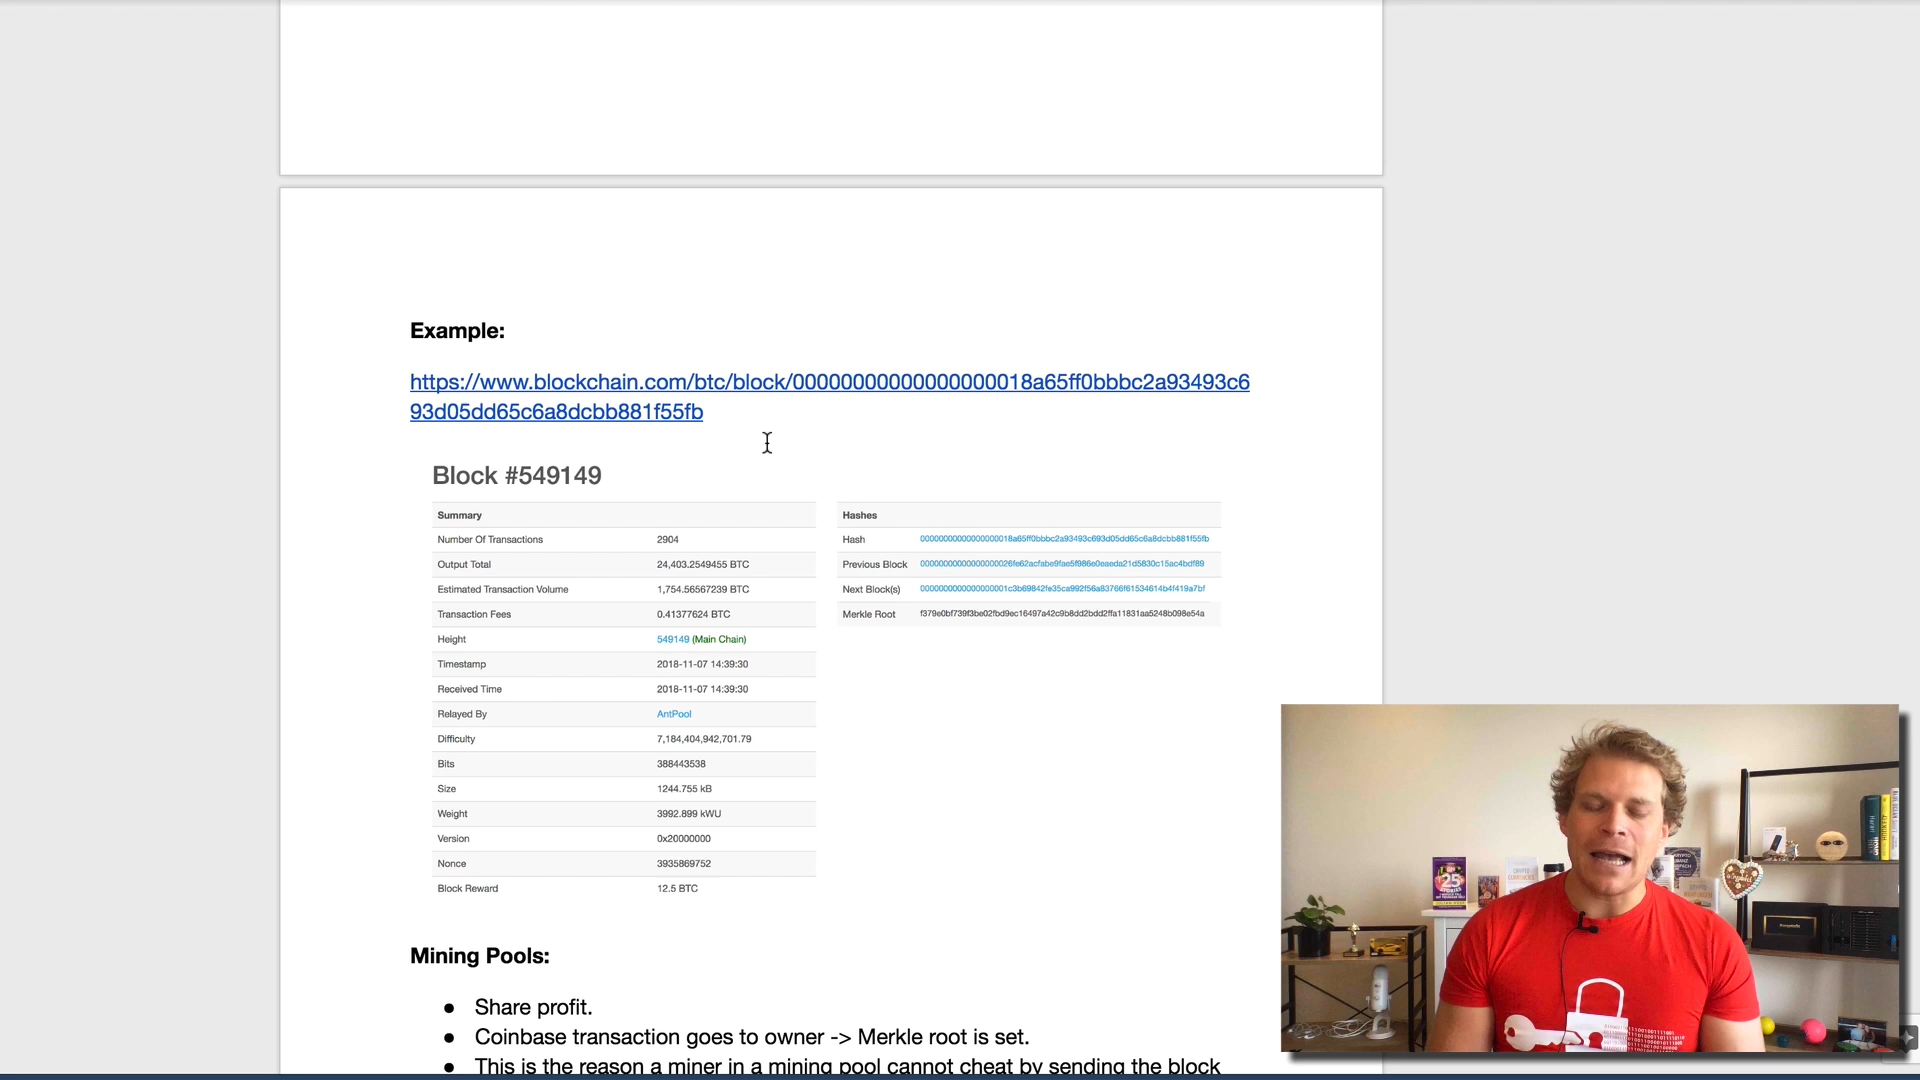 Example:
https://www.blockchain.com/btc/block/0000000000000000018a65ff0bbbc2a93493c6
93d05dd65c6a8dcbb881f55fb
Block #549149
Summary
Number Of Transactions 2904
Output Total 24,403.2549455 BTC
Estimated Transaction Volume 1,754.56567239 BTC
Transaction Fees 0.41377624 BTC
Height 549149 (Main Chain)
Timestamp 2018-11-07 14:39:30
Received Time 2018-11-07 14:39:30
Relayed By AntPool
Difficulty 7,184,404,942,701.79
Bits 388443538
Size 1244.755 kB
Weight 3992.899 kWU
Version 0x20000000
Nonce 3935869752
Block Reward 12.5 BTC
Hashes
Hash
Previous Block
Next Block(s)
Merkle Root
Mining Pools:
● Share profit.
● Coinbase transaction goes to owner -> Merkle root is set.
● This is the reason a miner in a mining pool cannot cheat by sending the block
25
STORIES